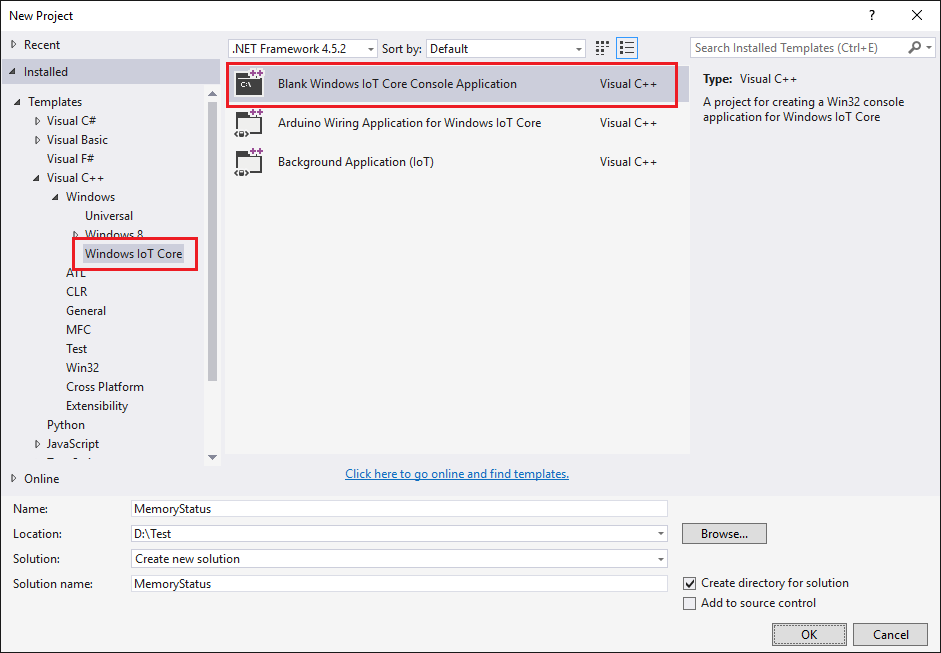 New Project
?
Recent
.NET Framework 4.5.2
Sort by:
Default
Search Installed Templates (Ctrl+E)
Installed
Templates
Visual C#
Visual Basic
Visual F#
Visual C++
Windows
Universal
Windows 8
Windows IoT Core
ATL
CLR
General
MFC
Test
Win32
Cross Platform
Extensibility
Python
JavaScript
Online
Blank Windows IoT Core Console Application Visual C++
Arduino Wiring Application for Windows IoT Core Visual C++
Background Application (IoT) Visual C++
Click here to go online and find templates.
Type: Visual C++
A project for creating a Win32 console
application for Windows IoT Core
Name: MemoryStatus
Location: D:\Test
Browse...
Solution: Create new solution
Solution name: MemoryStatus
Create directory for solution
Add to source control
OK
Cancel